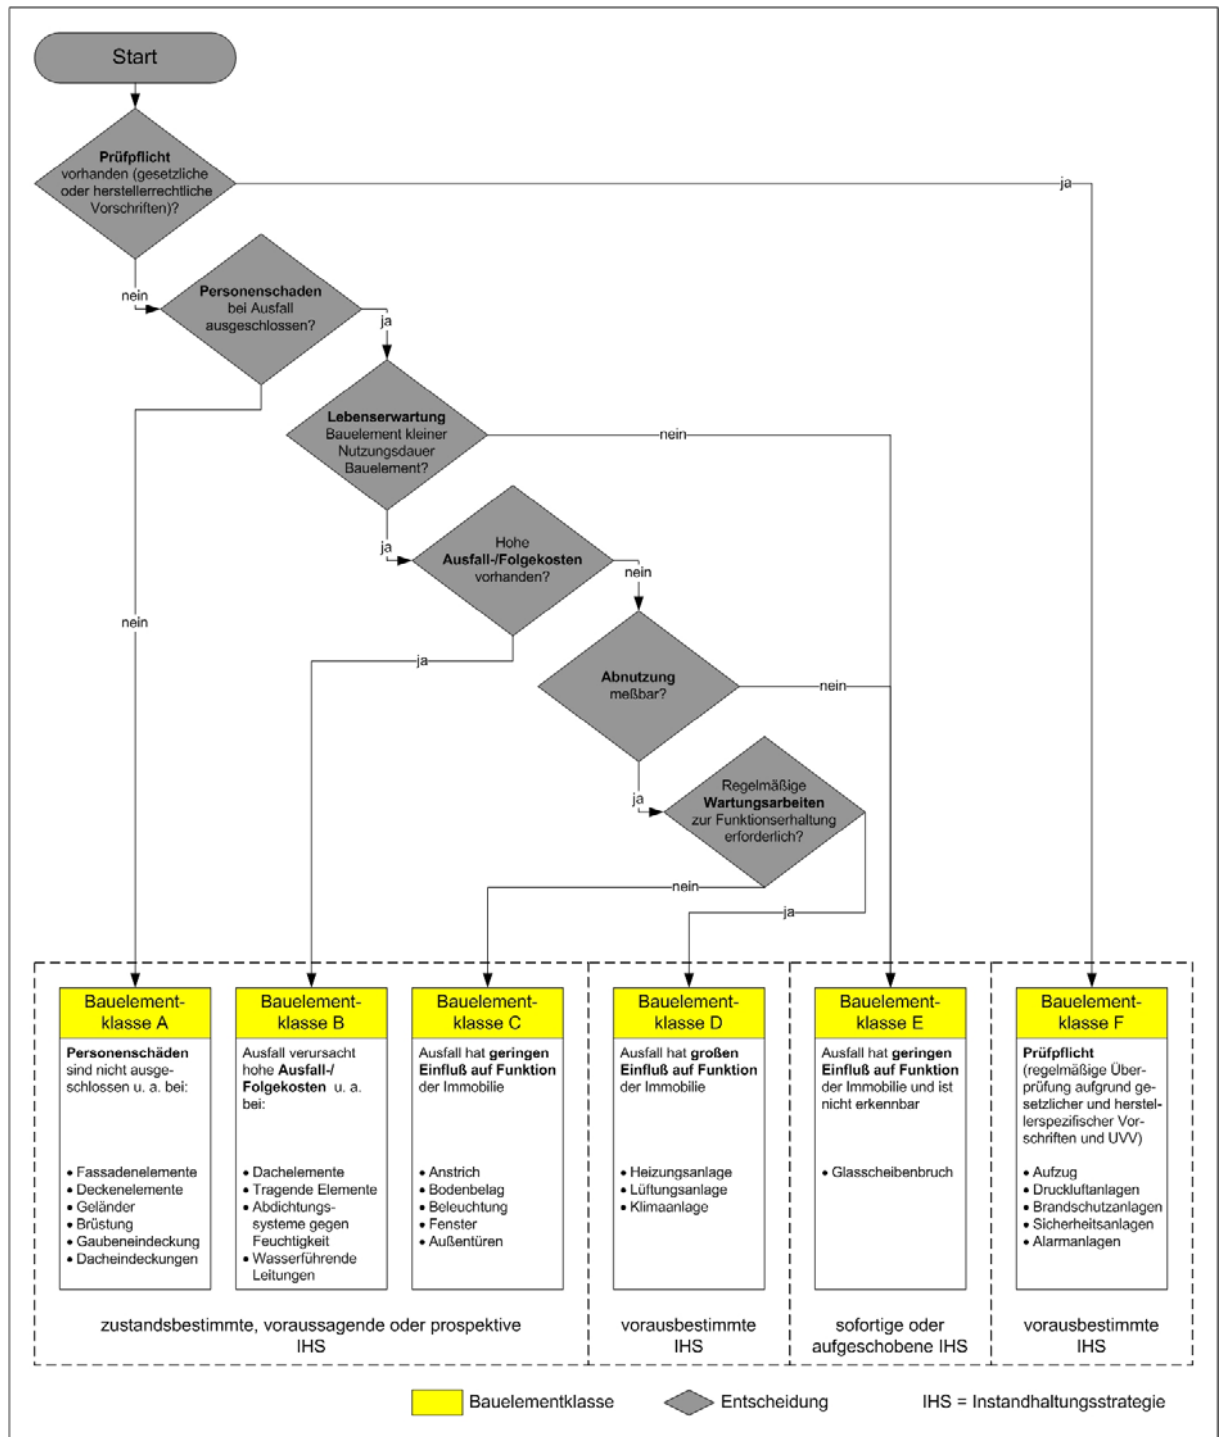 Start
Prüfpflicht
vorhanden (gesetzliche
oder herstellerrechtliche
Vorschriften)?
ja
nein
Personenschaden
bei Ausfall
ausgeschlossen?
ja
Lebenserwartung
Bauelement kleiner
Nutzungsdauer
Bauelement?
nein
ja
Hohe
Ausfall-/Folgekosten
vorhanden?
nein
nein
ja
Abnutzung
meßbar?
nein
ja
Regelmäßige
Wartungsarbeiten
zur Funktionserhaltung
erforderlich?
nein
ja
Bauelement-
klasse A
Personenschäden
sind nicht ausge-
schlossen u. a. bei:
• Fassadenelemente
• Deckenelemente
• Geländer
• Brüstung
• Gaubeneindeckung
• Dacheindeckungen
Bauelement-
klasse B
Ausfall verursacht
hohe Ausfall-/
Folgekosten u. a.
bei:
• Dachelemente
• Tragende Elemente
• Abdichtungs-
systeme gegen
Feuchtigkeit
• Wasserführende
Leitungen
Bauelement-
klasse C
Ausfall hat geringen
Einfluß auf Funktion
der Immobilie
• Anstrich
• Bodenbelag
• Beleuchtung
• Fenster
• Außentüren
Bauelement-
klasse D
Ausfall hat großen
Einfluß auf Funktion
der Immobilie
• Heizungsanlage
• Lüftungsanlage
• Klimaanlage
Bauelement-
klasse E
Ausfall hat geringen
Einfluß auf Funktion
der Immobilie und ist
nicht erkennbar
• Glasscheibenbruch
Bauelement-
klasse F
Prüfpflicht
(regelmäßige Über-
prüfung aufgrund ge-
setzlicher und herstel-
lerspezifischer Vor-
schriften und UVV)
• Aufzug
• Druckluftanlagen
• Brandschutzanlagen
• Sicherheitsanlagen
• Alarmanlagen
zustandsbestimmte, voraussagende oder prospektive
IHS
vorausbestimmte
IHS
sofortige oder
aufgeschobene IHS
vorausbestimmte
IHS
Bauelementklasse
Entscheidung
IHS = Instandhaltungsstrategie